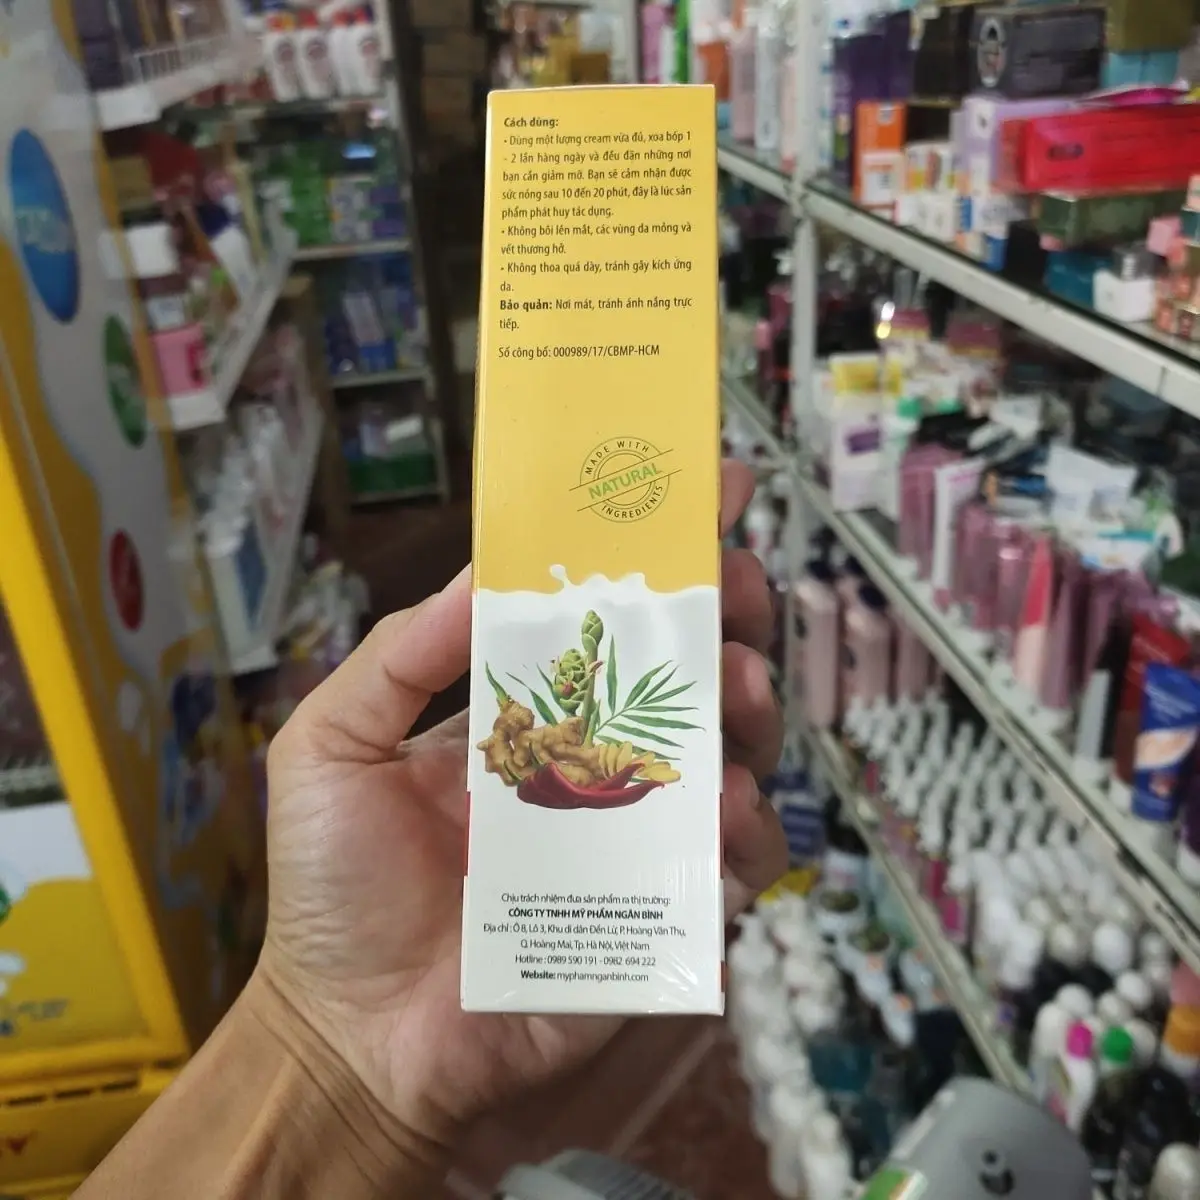 Cách dùng:
• Dùng một lượng cream vừa đủ, xoa bóp 1
- 2 lần hàng ngày và đều đặn những nơi
bạn cần giảm mỡ. Bạn sẽ cảm nhận được
sức nóng sau 10 đến 20 phút, đây là lúc sản
phẩm phát huy tác dụng.
• Không bôi lên mắt, các vùng da mỏng và
vết thương hở.
• Không thoa quá dày, tránh gây kích ứng
da.
Bảo quản: Nơi mát, tránh ánh nắng trực
tiếp.
Số công bố: 000989/17/CBMP-HCM
MADE WITH
NATURAL
INGREDIENTS
Chịu trách nhiệm đưa sản phẩm ra thị trường:
CÔNG TY TNHH MỸ PHẨM NGÂN BÌNH
Địa chỉ : Ô 8, Lô 3, Khu di dân Đền Lừ, P. Hoàng Văn Thụ,
Q. Hoàng Mai, Tp. Hà Nội, Việt Nam
Hotline : 0989 590 191 - 0982 694 222
Website: myphamnganbinh.com